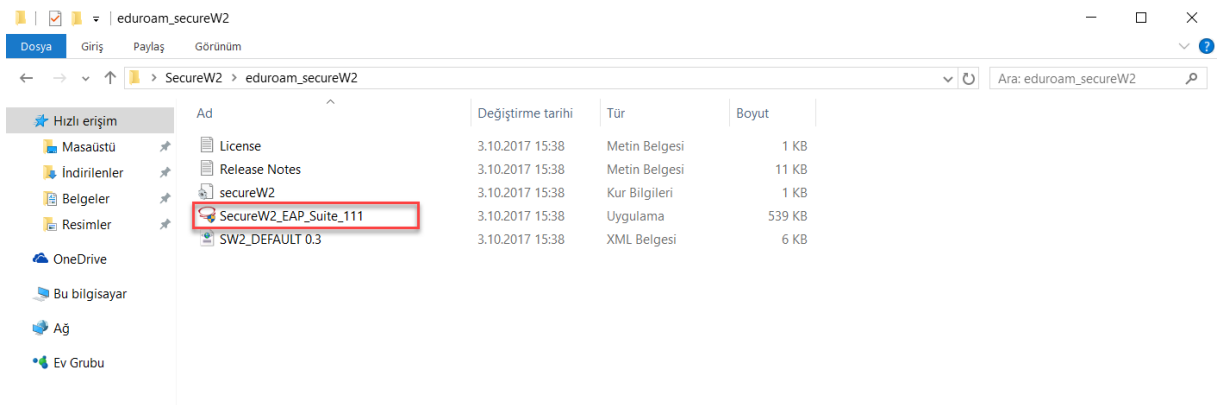 eduroam_secureW2
Dosya Giriş Paylaş Görünüm
SecureW2 > eduroam_secureW2 Ara: eduroam_secureW2
Hızlı erişim
Masaüstü
İndirilenler
Belgeler
Resimler
OneDrive
Bu bilgisayar
Ağ
Ev Grubu
Ad Değiştirme tarihi Tür Boyut
License 3.10.2017 15:38 Metin Belgesi 1 KB
Release Notes 3.10.2017 15:38 Metin Belgesi 11 KB
secureW2 3.10.2017 15:38 Kur Bilgileri 1 KB
SecureW2_EAP_Suite_111 3.10.2017 15:38 Uygulama 539 KB
SW2_DEFAULT 0.3 3.10.2017 15:38 XML Belgesi 6 KB